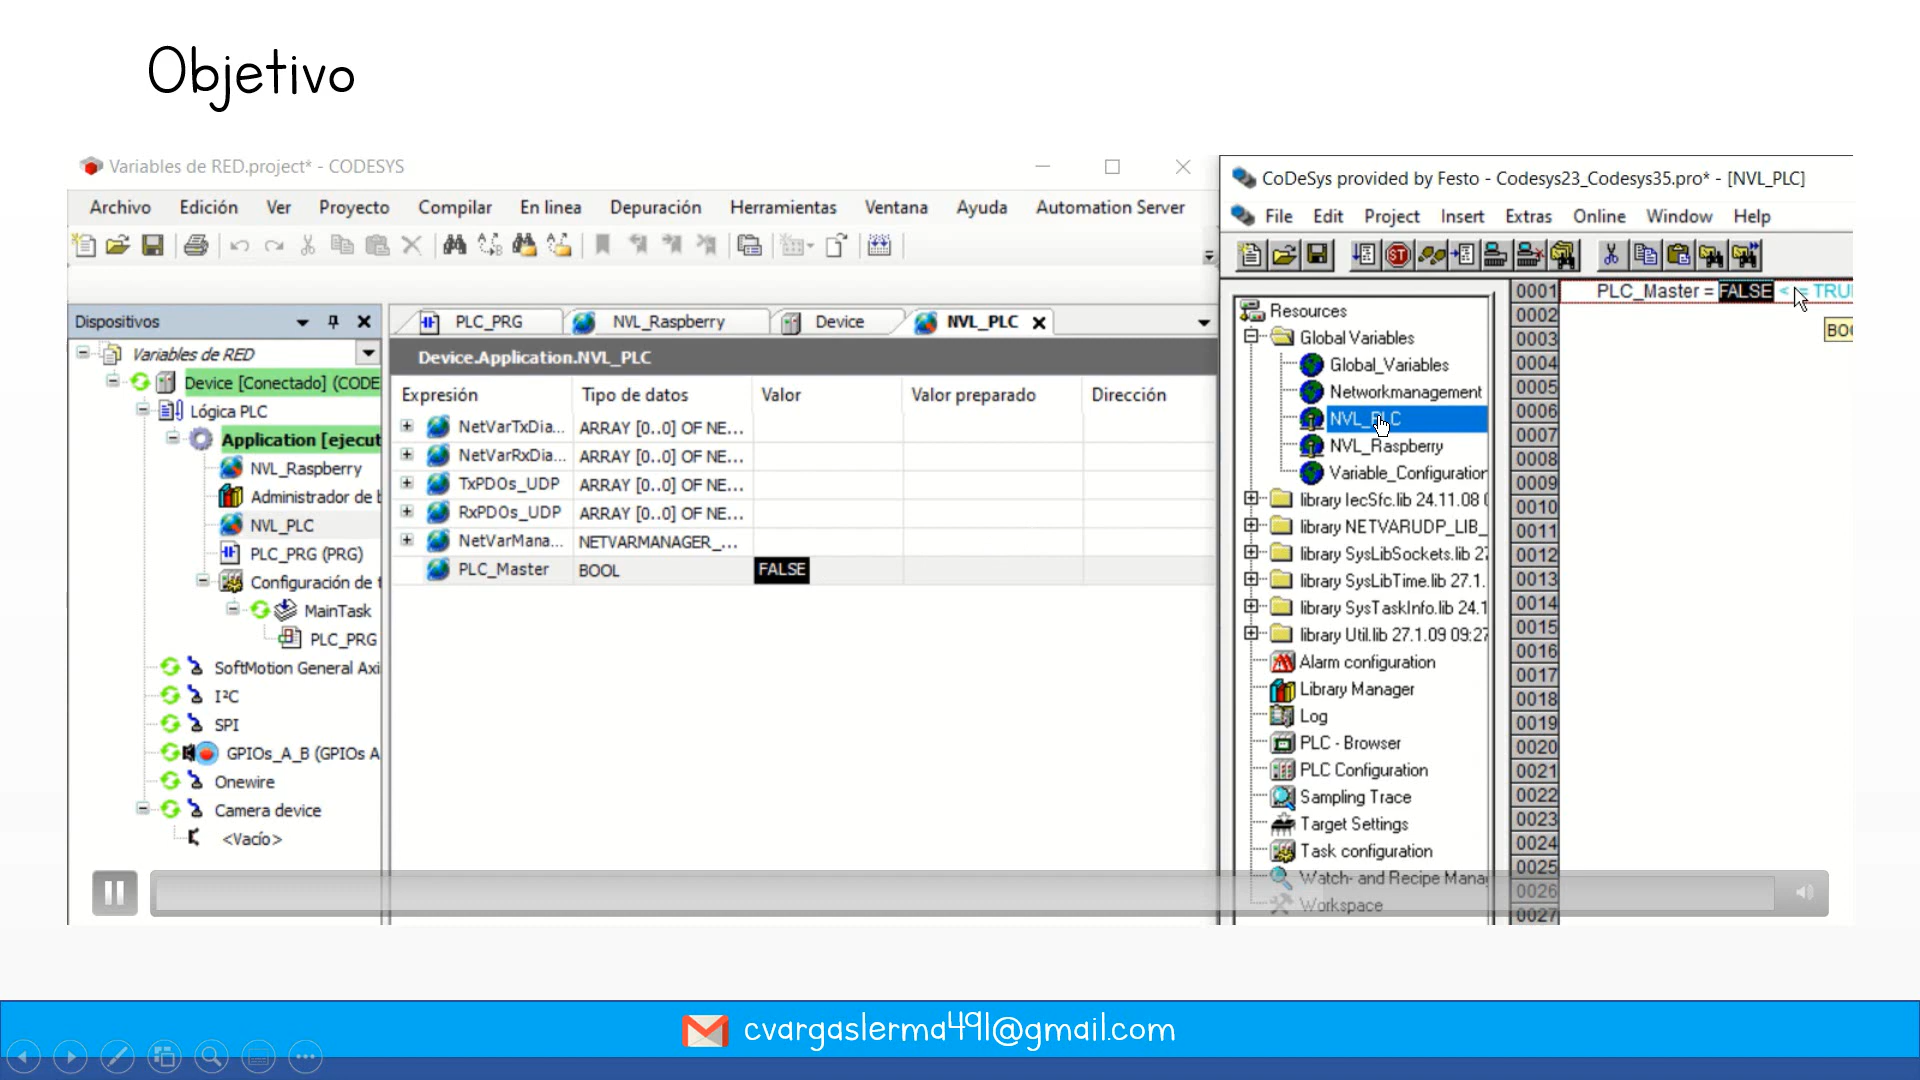 Objetivo
Variables de RED.project* - CODESYS
Archivo Edición Ver Proyecto Compilar En linea Depuración Herramientas Ventana Ayuda Automation Server
Dispositivos
Variables de RED
Device [Conectado] (CODE
Lógica PLC
Application [ejecut
NVL_Raspberry
Administrador de b
NVL_PLC
PLC_PRG (PRG)
Configuración de t
MainTask
PLC_PRG
SoftMotion General Axi
I²C
SPI
GPIOs_A_B (GPIOs A
Onewire
Camera device
<Vacío>
PLC_PRG NVL_Raspberry Device NVL_PLC
Device.Application.NVL_PLC
Expresión Tipo de datos Valor Valor preparado Dirección
NetVarTxDia... ARRAY [0..0] OF NE...
NetVarRxDia... ARRAY [0..0] OF NE...
TxPDOs_UDP ARRAY [0..0] OF NE...
RxPDOs_UDP ARRAY [0..0] OF NE...
NetVarMana... NETVARMANAGER_...
PLC_Master BOOL FALSE
CoDeSys provided by Festo - Codesys23_Codesys35.pro* - [NVL_PLC]
File Edit Project Insert Extras Online Window Help
Resources
Global Variables
Global_Variables
Networkmanagement
NVL_PLC
NVL_Raspberry
Variable_Configuration
library IecSfc.lib 24.11.08
library NETVARUDP_LIB_
library SysLibSockets.lib 27
library SysLibTime.lib 27.1.
library SysTaskInfo.lib 24.1
library Util.lib 27.1.09 09:27
Alarm configuration
Library Manager
Log
PLC - Browser
PLC Configuration
Sampling Trace
Target Settings
Task configuration
Watch- and Recipe Mana
Workspace
0001 PLC_Master = FALSE < = TRU
0002
0003
0004
0005
0006
0007
0008
0009
0010
0011
0012
0013
0014
0015
0016
0017
0018
0019
0020
0021
0022
0023
0024
0025
0026
0027
BOO
cvargaslerma491@gmail.com